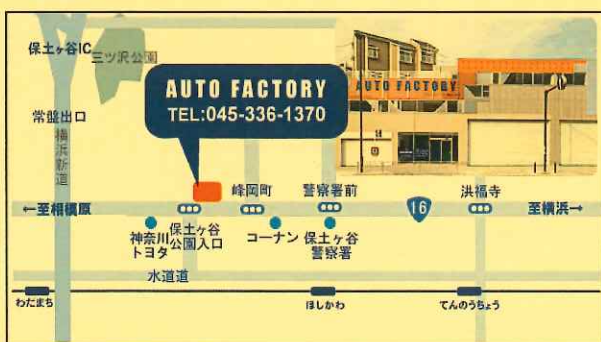 保土ヶ谷IC
三ツ沢公園
常盤出口
横浜新道
AUTO FACTORY
TEL:045-336-1370
AUTO FACTORY
←至相模原
峰岡町
警察署前
16
洪福寺
至横浜→
神奈川
トヨタ
保土ヶ谷
公園入口
コーナン
保土ヶ谷
警察署
水道道
わだまち
ほしかわ
てんのうちょう